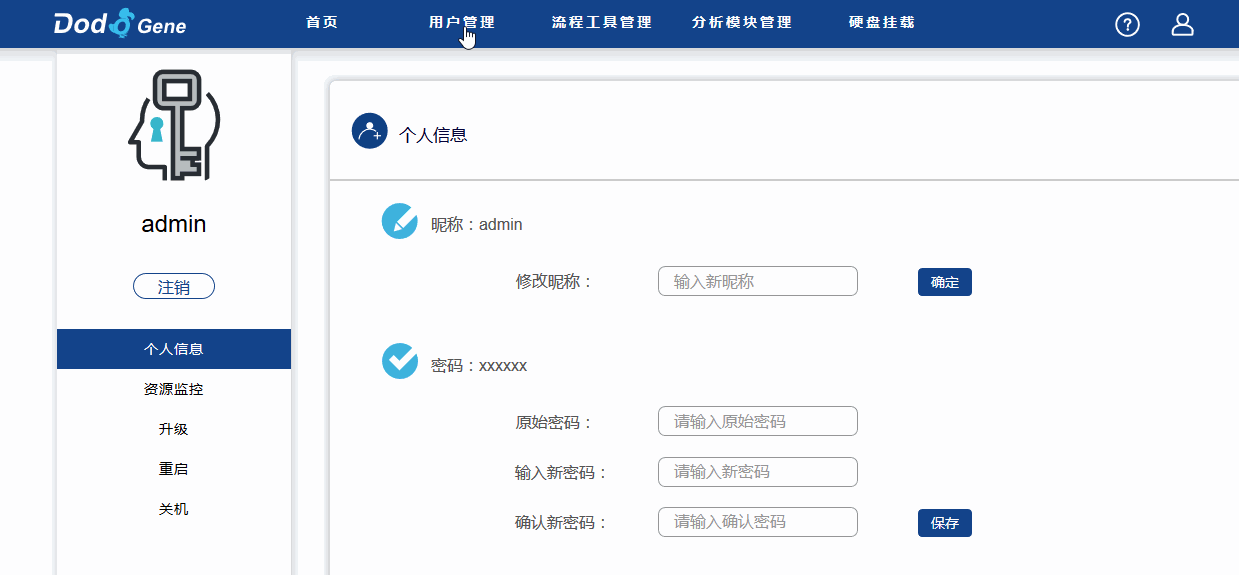 Dodo Gene 首页 用户管理 流程工具管理 分析模块管理 硬盘挂载 ?
admin
注销
个人信息
资源监控
升级
重启
关机
个人信息
昵称：admin
修改昵称： 输入新昵称 确定
密码：xxxxxx
原始密码： 请输入原始密码
输入新密码： 请输入新密码
确认新密码： 请输入确认密码 保存